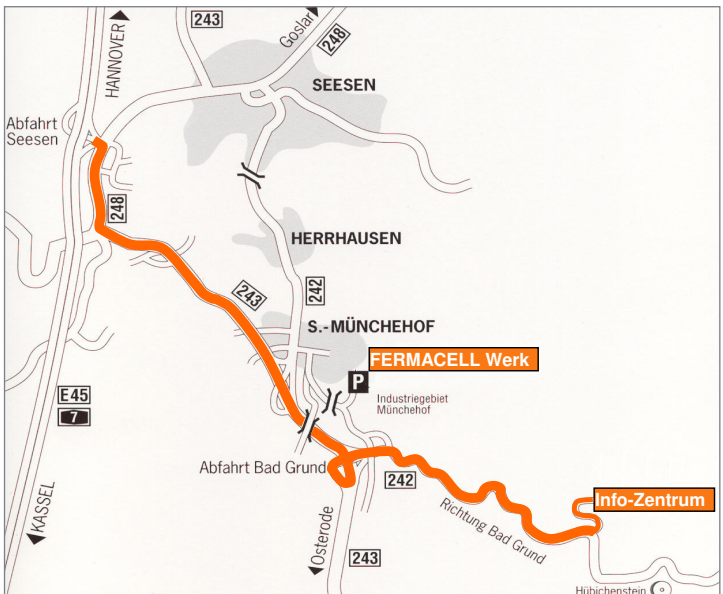 243
Goslar
248
HANNOVER
SEESEN
Abfahrt
Seesen
248
HERRHAUSEN
243
242
S.-MÜNCHEHOF
FERMACELL Werk
P
Industriegebiet
Münchehof
E45
7
Abfahrt Bad Grund
242
Richtung Bad Grund
Info-Zentrum
KASSEL
Osterode
243
Hübichenstein